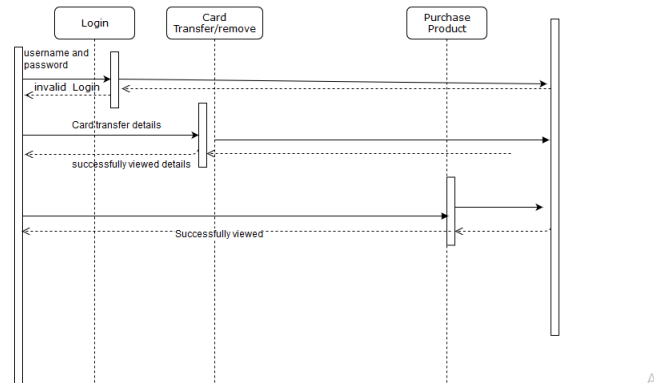 Login
Card
Transfer/remove
Purchase
Product
username and
password
invalid Login
Card transfer details
successfully viewed details
Successfully viewed
A